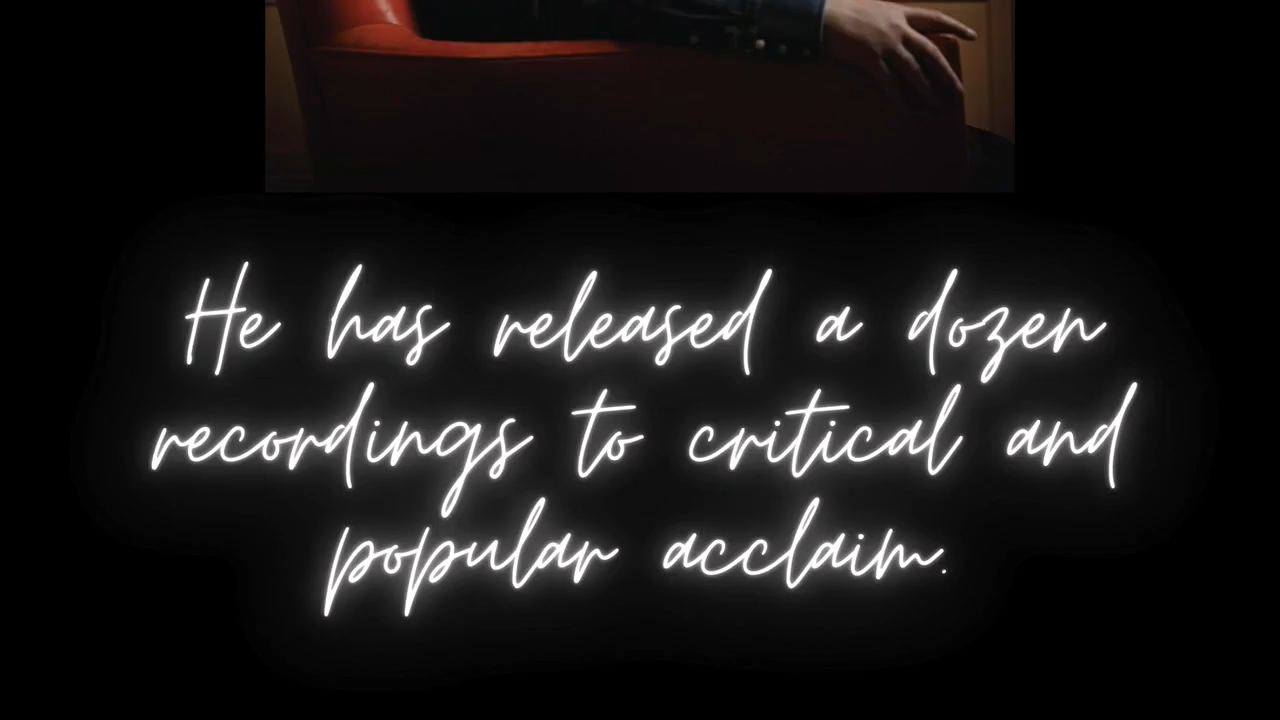 He has released a dozen
recordings to critical and
popular acclaim.